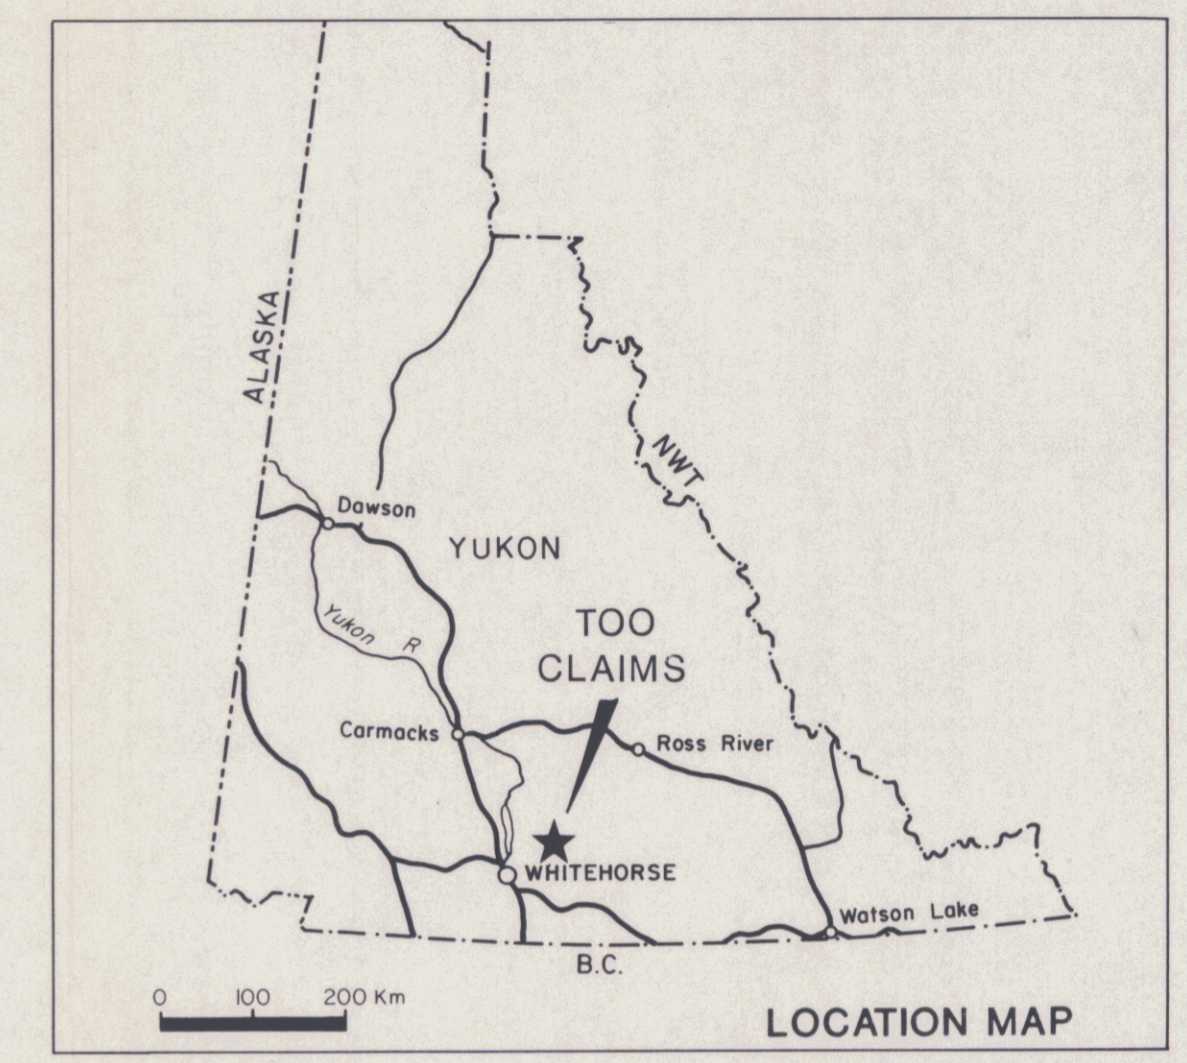 ALASKA
NWT
Dawson
YUKON
Yukon R
TOO
CLAIMS
Carmacks
Ross River
WHITEHORSE
Watson Lake
B.C.
0 100 200 Km
LOCATION MAP